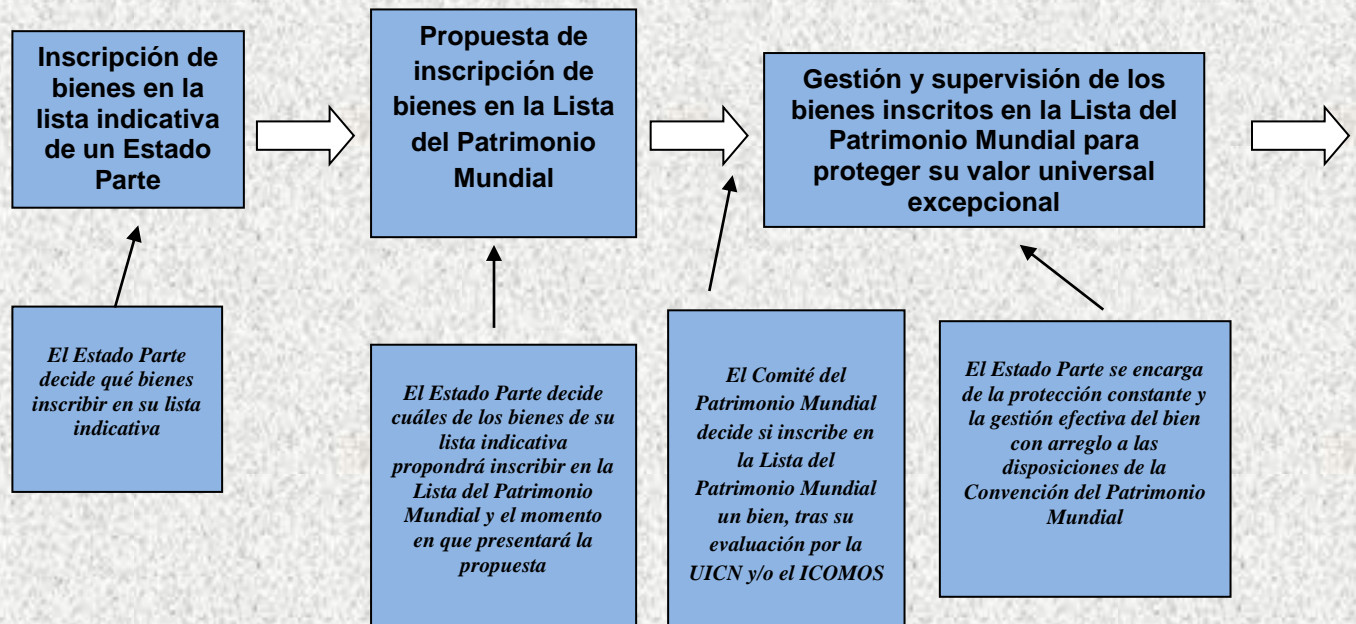 Inscripción de
bienes en la
lista indicativa
de un Estado
Parte
Propuesta de
inscripción de
bienes en la Lista
del Patrimonio
Mundial
Gestión y supervisión de los
bienes inscritos en la Lista del
Patrimonio Mundial para
proteger su valor universal
excepcional
El Estado Parte
decide qué bienes
inscribir en su lista
indicativa
El Estado Parte decide
cuáles de los bienes de su
lista indicativa
propondrá inscribir en la
Lista del Patrimonio
Mundial y el momento
en que presentará la
propuesta
El Comité del
Patrimonio Mundial
decide si inscribe en
la Lista del
Patrimonio Mundial
un bien, tras su
evaluación por la
UICN y/o el ICOMOS
El Estado Parte se encarga
de la protección constante y
la gestión efectiva del bien
con arreglo a las
disposiciones de la
Convención del Patrimonio
Mundial